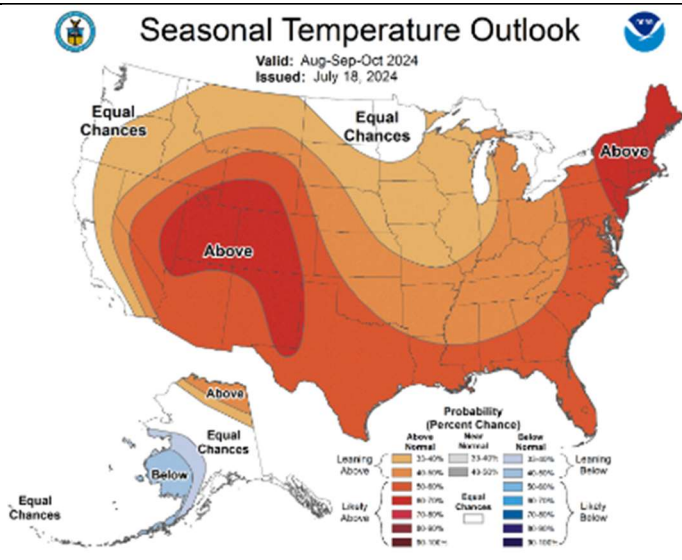 Seasonal Temperature Outlook
Valid: Aug-Sep-Oct 2024
Issued: July 18, 2024
Equal
Chances
Equal
Chances
Above
Above
Above
Equal
Chances
Below
Equal
Chances
Probability
(Percent Chance)
Above
Normal
Near
Normal
Below
Normal
Leaning
Above
33-40%
40-50%
33-40%
40-50%
33-40%
40-50%
Leaning
Below
Likely
Above
50-60%
60-70%
70-80%
80-90%
90-100%
Equal
Chances
50-60%
60-70%
70-80%
80-90%
90-100%
Likely
Below